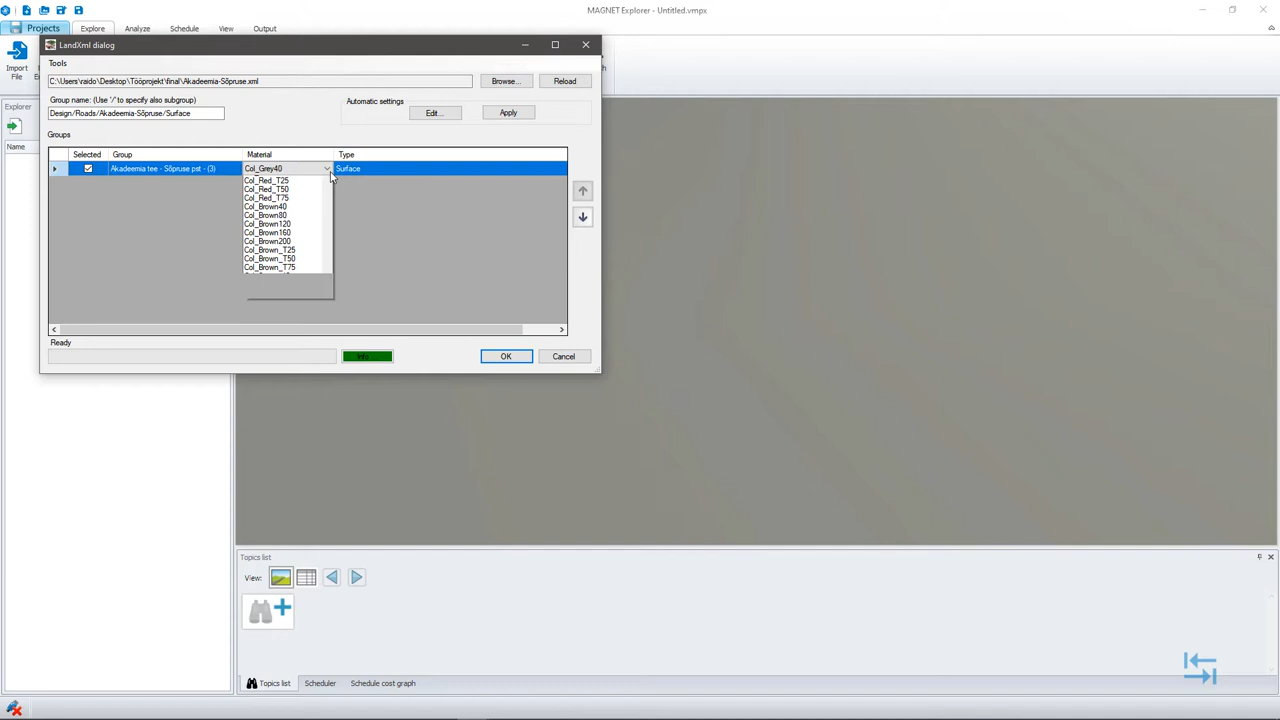 MAGNET Explorer - Untitled.vmpx
Projects Explore Analyze Schedule View Output
LandXml dialog
Import
File
Tools
C:\Users\raido\Desktop\Tööprojekt\final\Akadeemia-Sõpruse.xml Browse... Reload
Group name: (Use '/' to specify also subgroup) Automatic settings
Design/Roads/Akadeemia-Sõpruse/Surface Edit... Apply
Explorer
Groups
Name
Selected Group Material Type
Akadeemia tee - Sõpruse pst - (3) Col_Grey40 Surface
Col_Red_T25
Col_Red_T50
Col_Red_T75
Col_Brown40
Col_Brown80
Col_Brown120
Col_Brown160
Col_Brown200
Col_Brown_T25
Col_Brown_T50
Col_Brown_T75
Ready
Info... OK Cancel
Topics list
View:
Topics list Scheduler Schedule cost graph